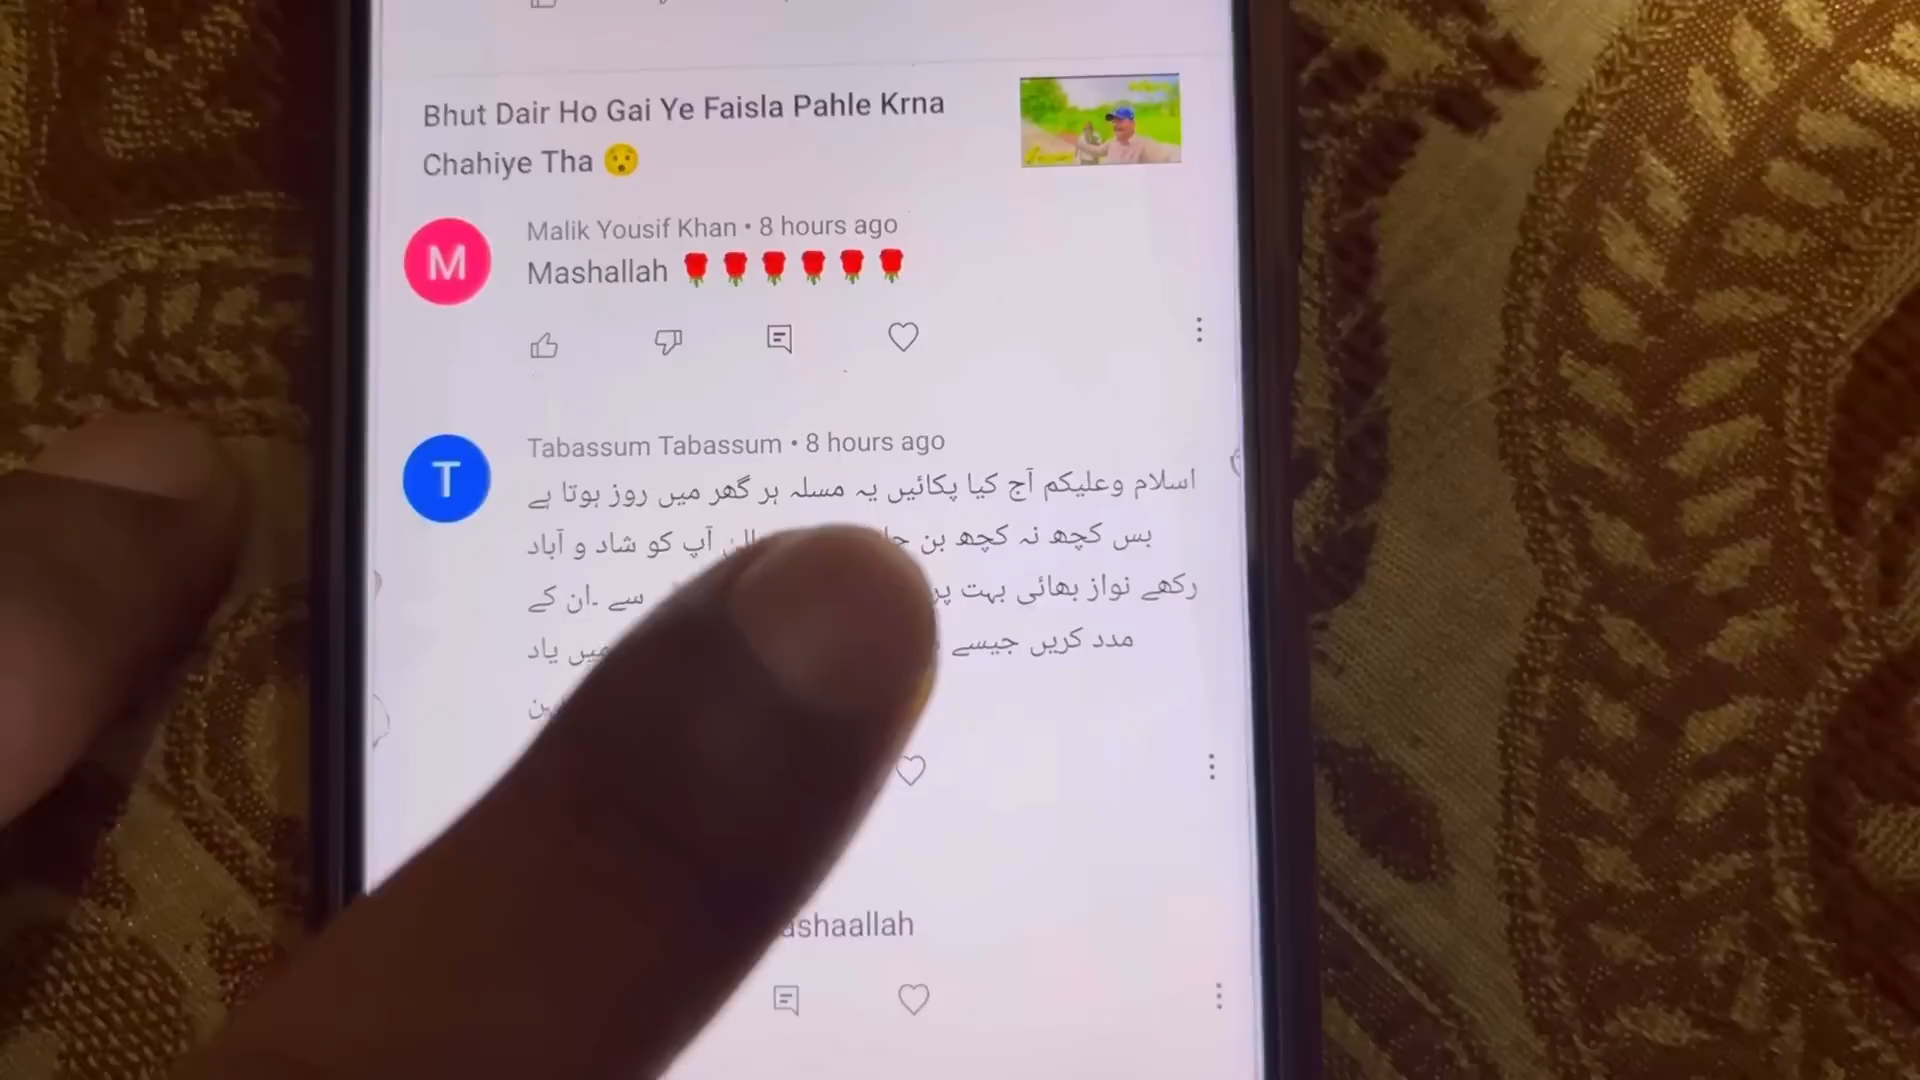 Bhut Dair Ho Gai Ye Faisla Pahle Krna
Chahiye Tha 😯
M
Malik Yousif Khan • 8 hours ago
Mashallah 🌹🌹🌹🌹🌹🌹
T
Tabassum Tabassum • 8 hours ago
اسلام وعلیکم آج کیا پکائیں یہ مسلہ ہر گھر میں روز ہوتا ہے
بس کچھ نہ کچھ بن آپ کو شاد و آباد
رکھے نواز بھائی بہت سے ۔ان کے
مدد کریں جیسے یاد